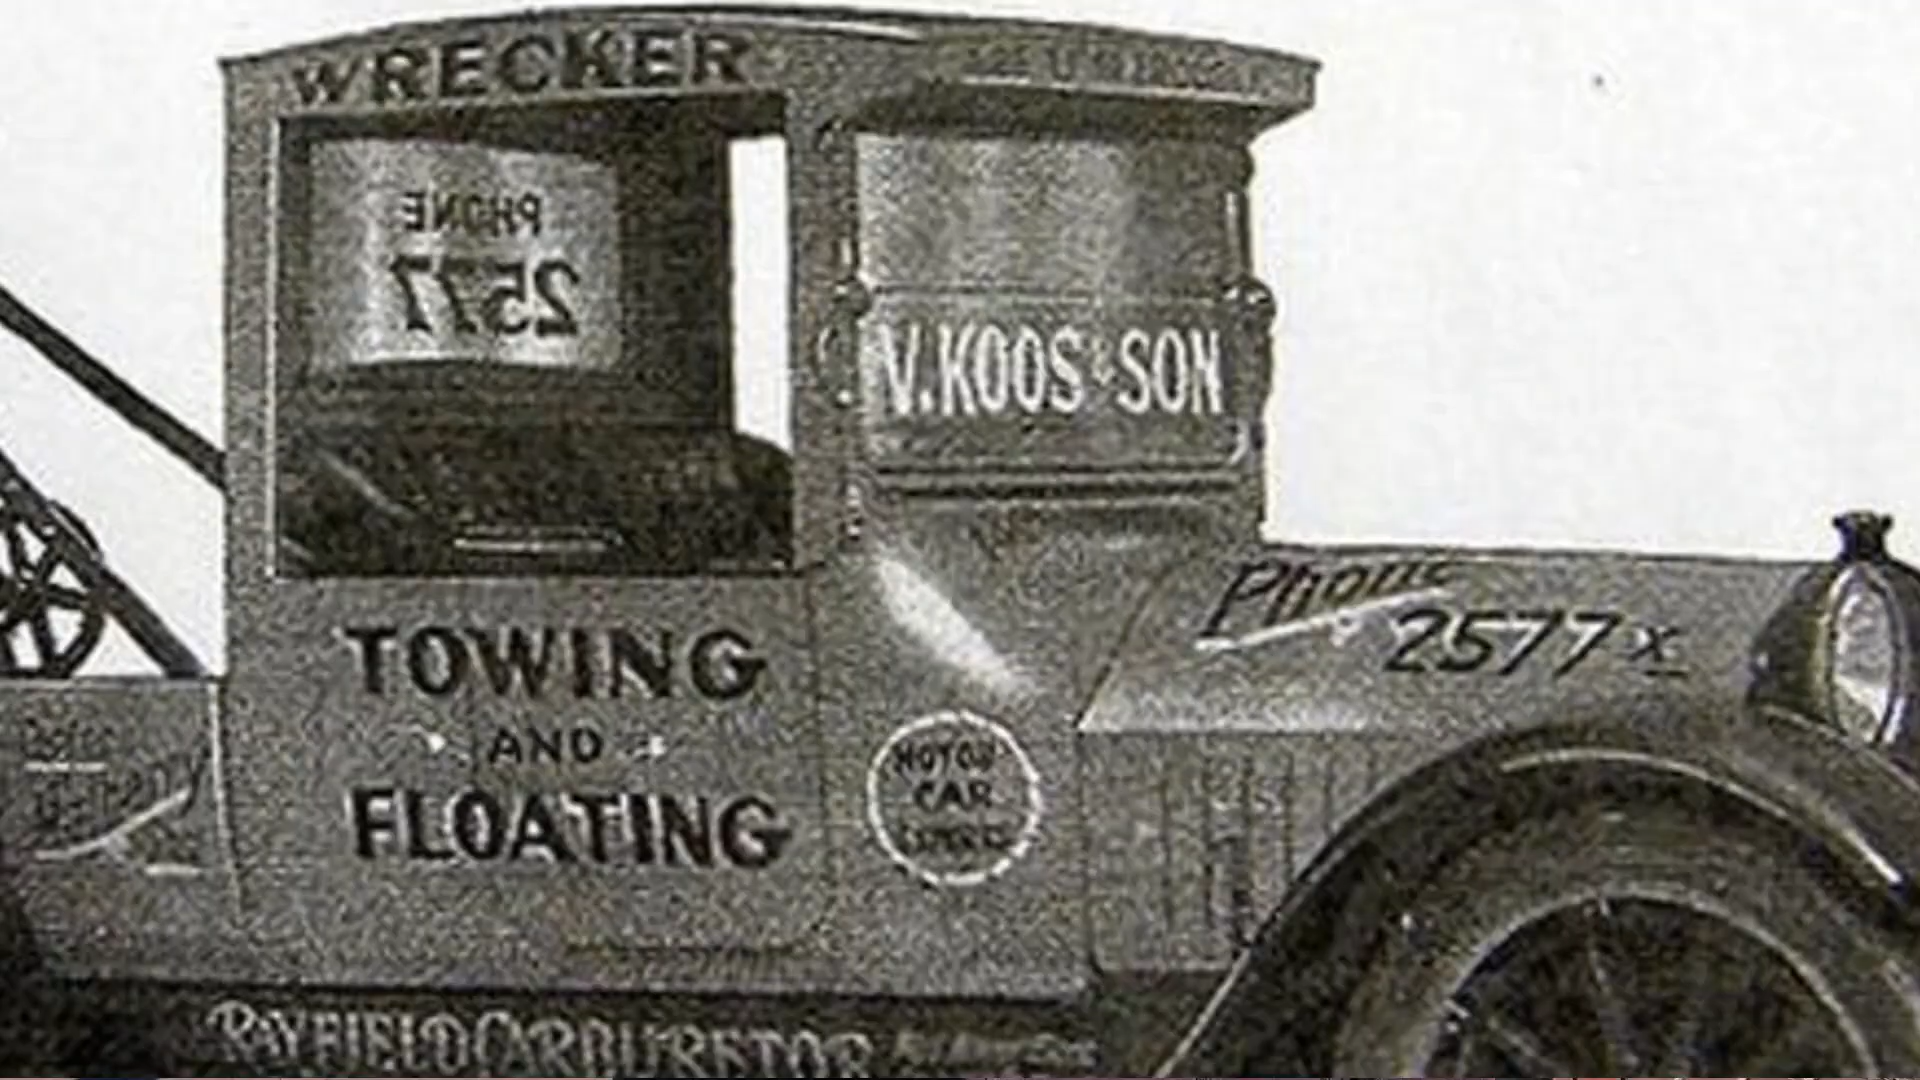 WRECKER
PHONE
2577
V. KOOS & SON
Phone
2577 X
TOWING
AND
FLOATING
MOTOR
CAR
RAYFIELD CARBURETOR